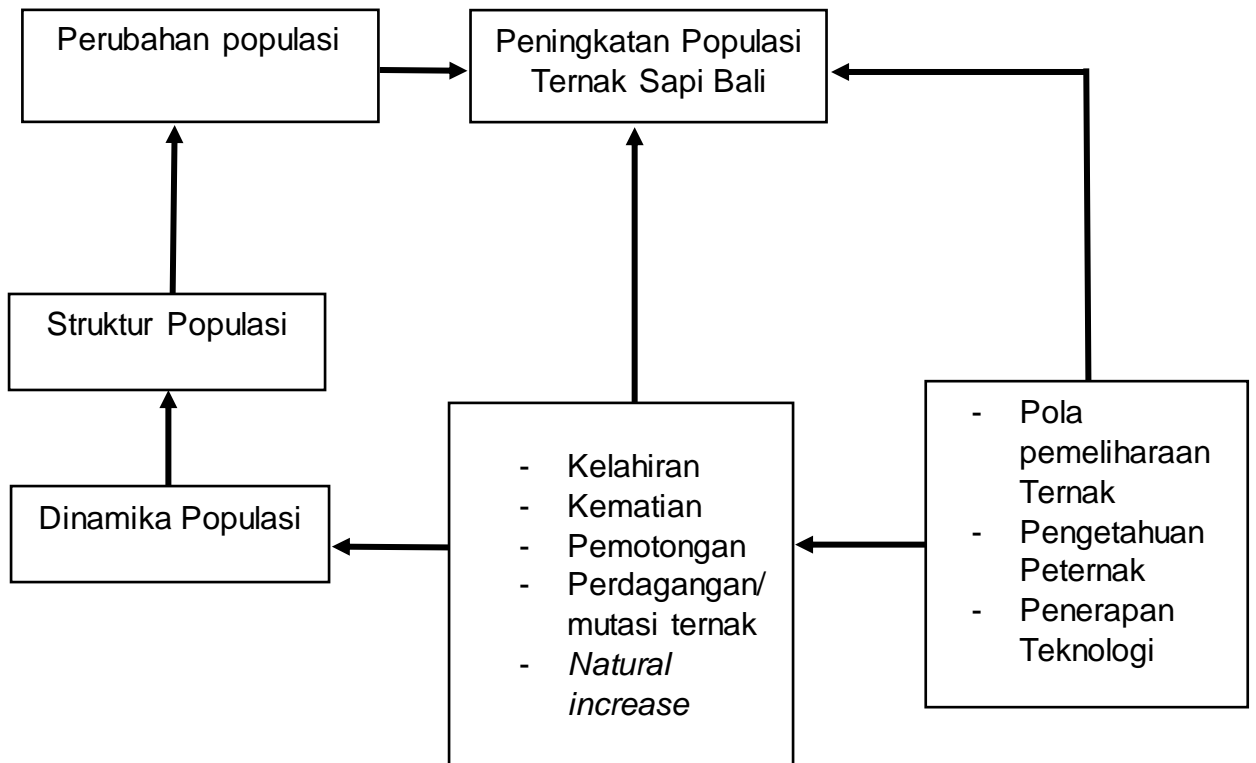 Perubahan populasi
Peningkatan Populasi
Ternak Sapi Bali
Struktur Populasi
Dinamika Populasi
- Kelahiran
- Kematian
- Pemotongan
- Perdagangan/
mutasi ternak
- Natural
increase
- Pola
pemeliharaan
Ternak
- Pengetahuan
Peternak
- Penerapan
Teknologi